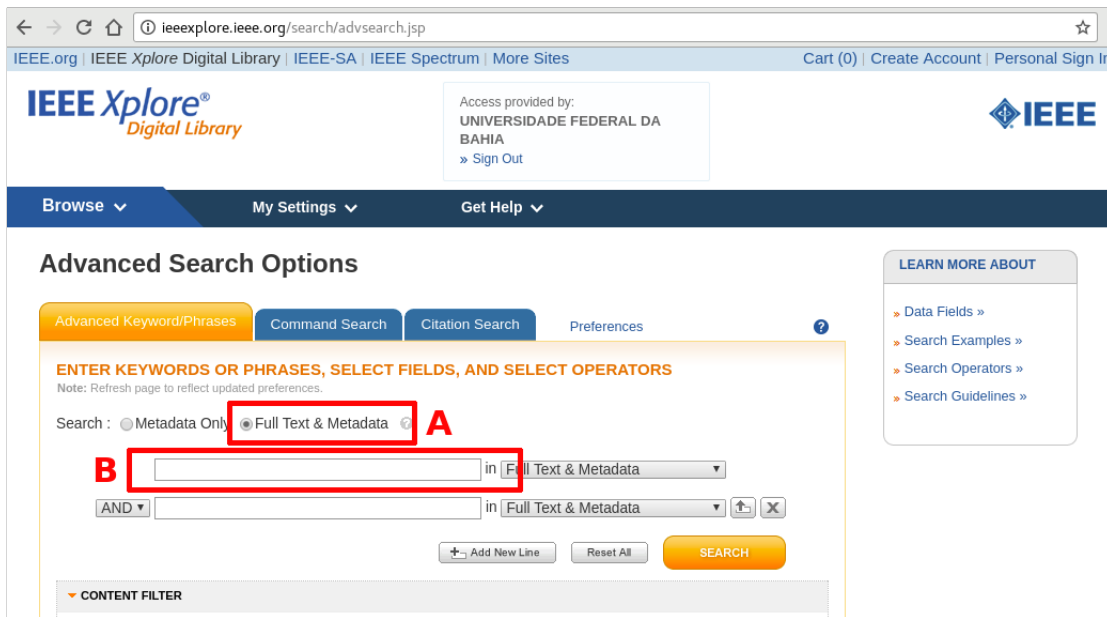 ieeexplore.ieee.org/search/advsearch.jsp
IEEE.org | IEEE Xplore Digital Library | IEEE-SA | IEEE Spectrum | More Sites
Cart (0) | Create Account | Personal Sign In
IEEE Xplore®
Digital Library
Access provided by:
UNIVERSIDADE FEDERAL DA
BAHIA
» Sign Out
IEEE
Browse
My Settings
Get Help
Advanced Search Options
Advanced Keyword/Phrases
Command Search
Citation Search
Preferences
?
ENTER KEYWORDS OR PHRASES, SELECT FIELDS, AND SELECT OPERATORS
Note: Refresh page to reflect updated preferences.
Search : Metadata Only Full Text & Metadata ? A
B in Full Text & Metadata
AND in Full Text & Metadata
Add New Line
Reset All
SEARCH
CONTENT FILTER
LEARN MORE ABOUT
» Data Fields »
» Search Examples »
» Search Operators »
» Search Guidelines »